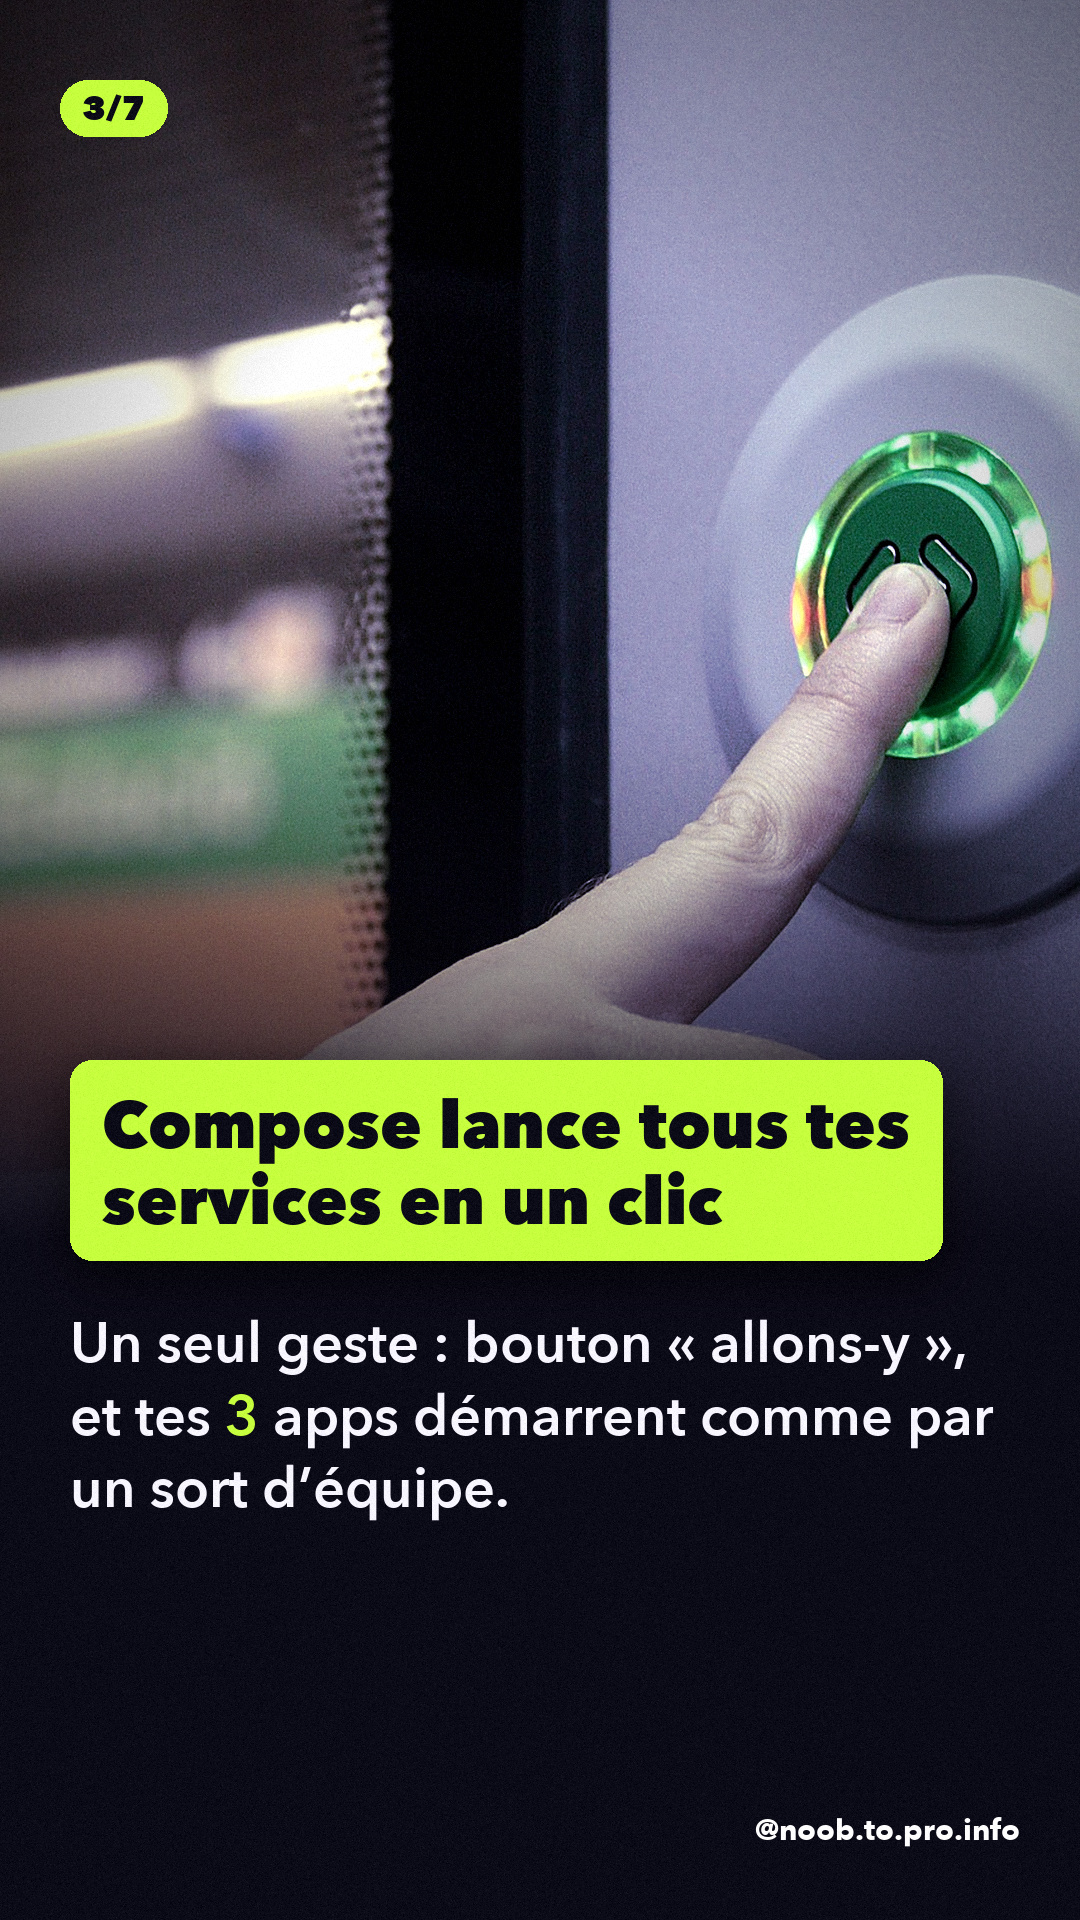 3/7
Compose lance tous tes
services en un clic
Un seul geste : bouton « allons-y »,
et tes 3 apps démarrent comme par
un sort d’équipe.
@noob.to.pro.info